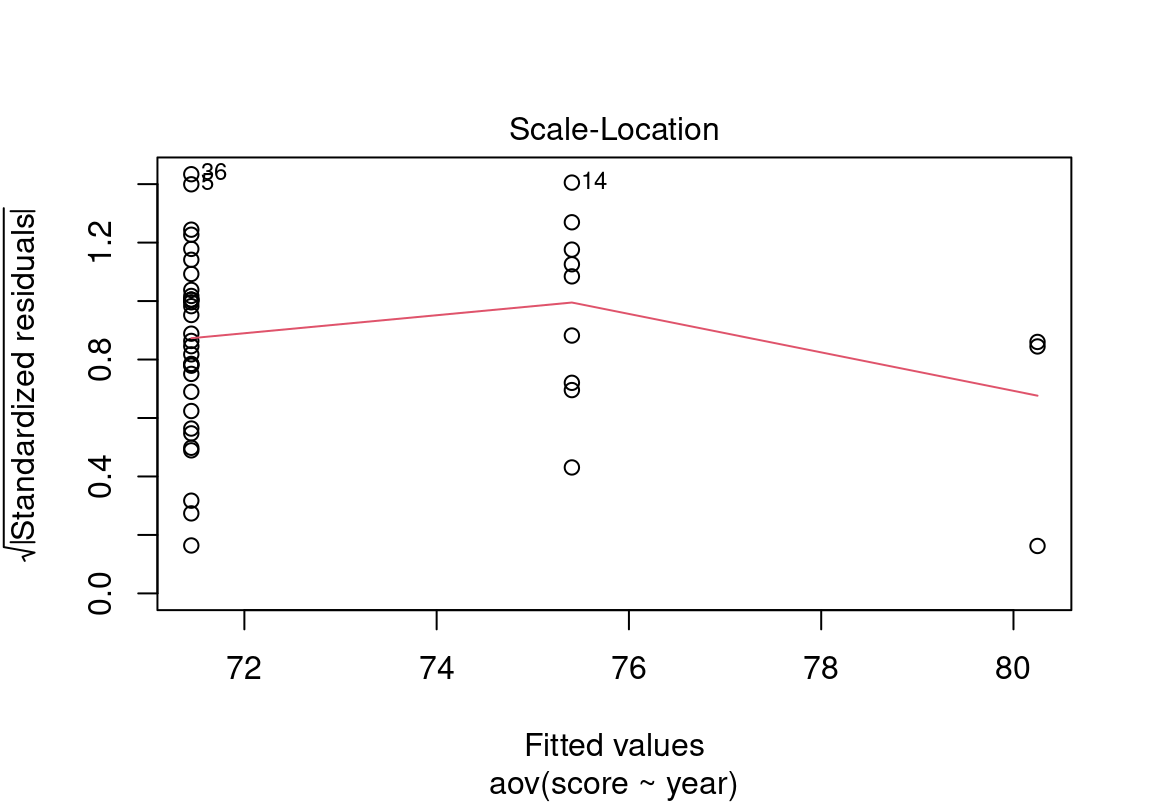 Scale-Location
√|Standardized residuals|
1.2
0.8
0.4
0.0
36
5
14
72 74 76 78 80
Fitted values
aov(score ~ year)